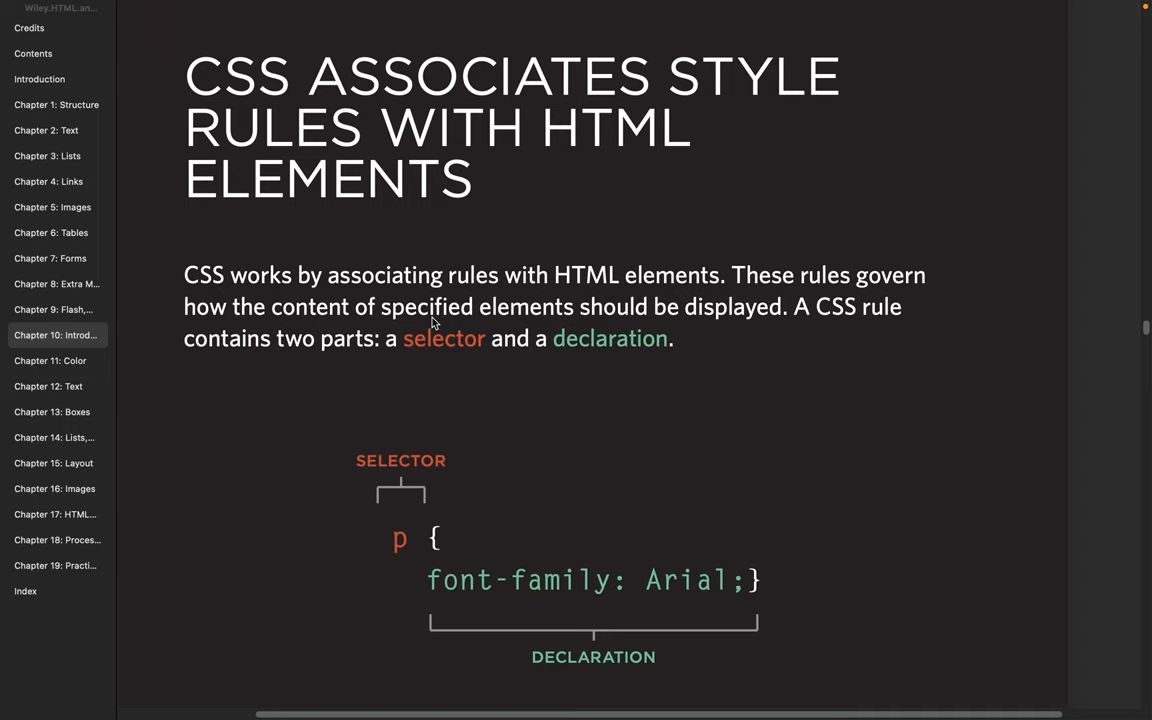 Wiley.HTML.an...
Credits
Contents
Introduction
Chapter 1: Structure
Chapter 2: Text
Chapter 3: Lists
Chapter 4: Links
Chapter 5: Images
Chapter 6: Tables
Chapter 7: Forms
Chapter 8: Extra M...
Chapter 9: Flash,...
Chapter 10: Introd...
Chapter 11: Color
Chapter 12: Text
Chapter 13: Boxes
Chapter 14: Lists,...
Chapter 15: Layout
Chapter 16: Images
Chapter 17: HTML...
Chapter 18: Proces...
Chapter 19: Practi...
Index
CSS ASSOCIATES STYLE
RULES WITH HTML
ELEMENTS
CSS works by associating rules with HTML elements. These rules govern
how the content of specified elements should be displayed. A CSS rule
contains two parts: a selector and a declaration.
SELECTOR
p {
font-family: Arial;}
DECLARATION